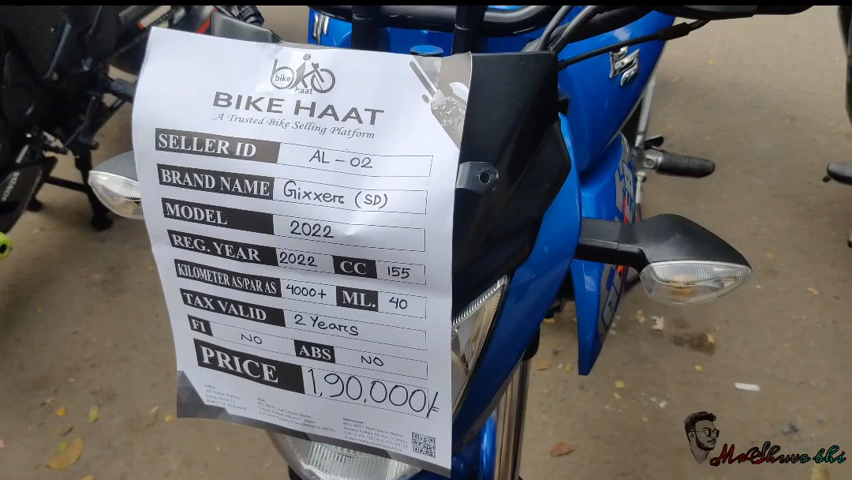 bike
haat
BIKE HAAT
A Trusted Bike Selling Platform
SELLER ID AL-02
BRAND NAME Gixxer (SD)
MODEL 2022
REG. YEAR 2022 CC 155
KILOMETER AS/PAR AS 4000+ ML. 40
TAX VALID 2 Years
FI NO ABS NO
PRICE 1,90,000/-
MrShuvo bhi